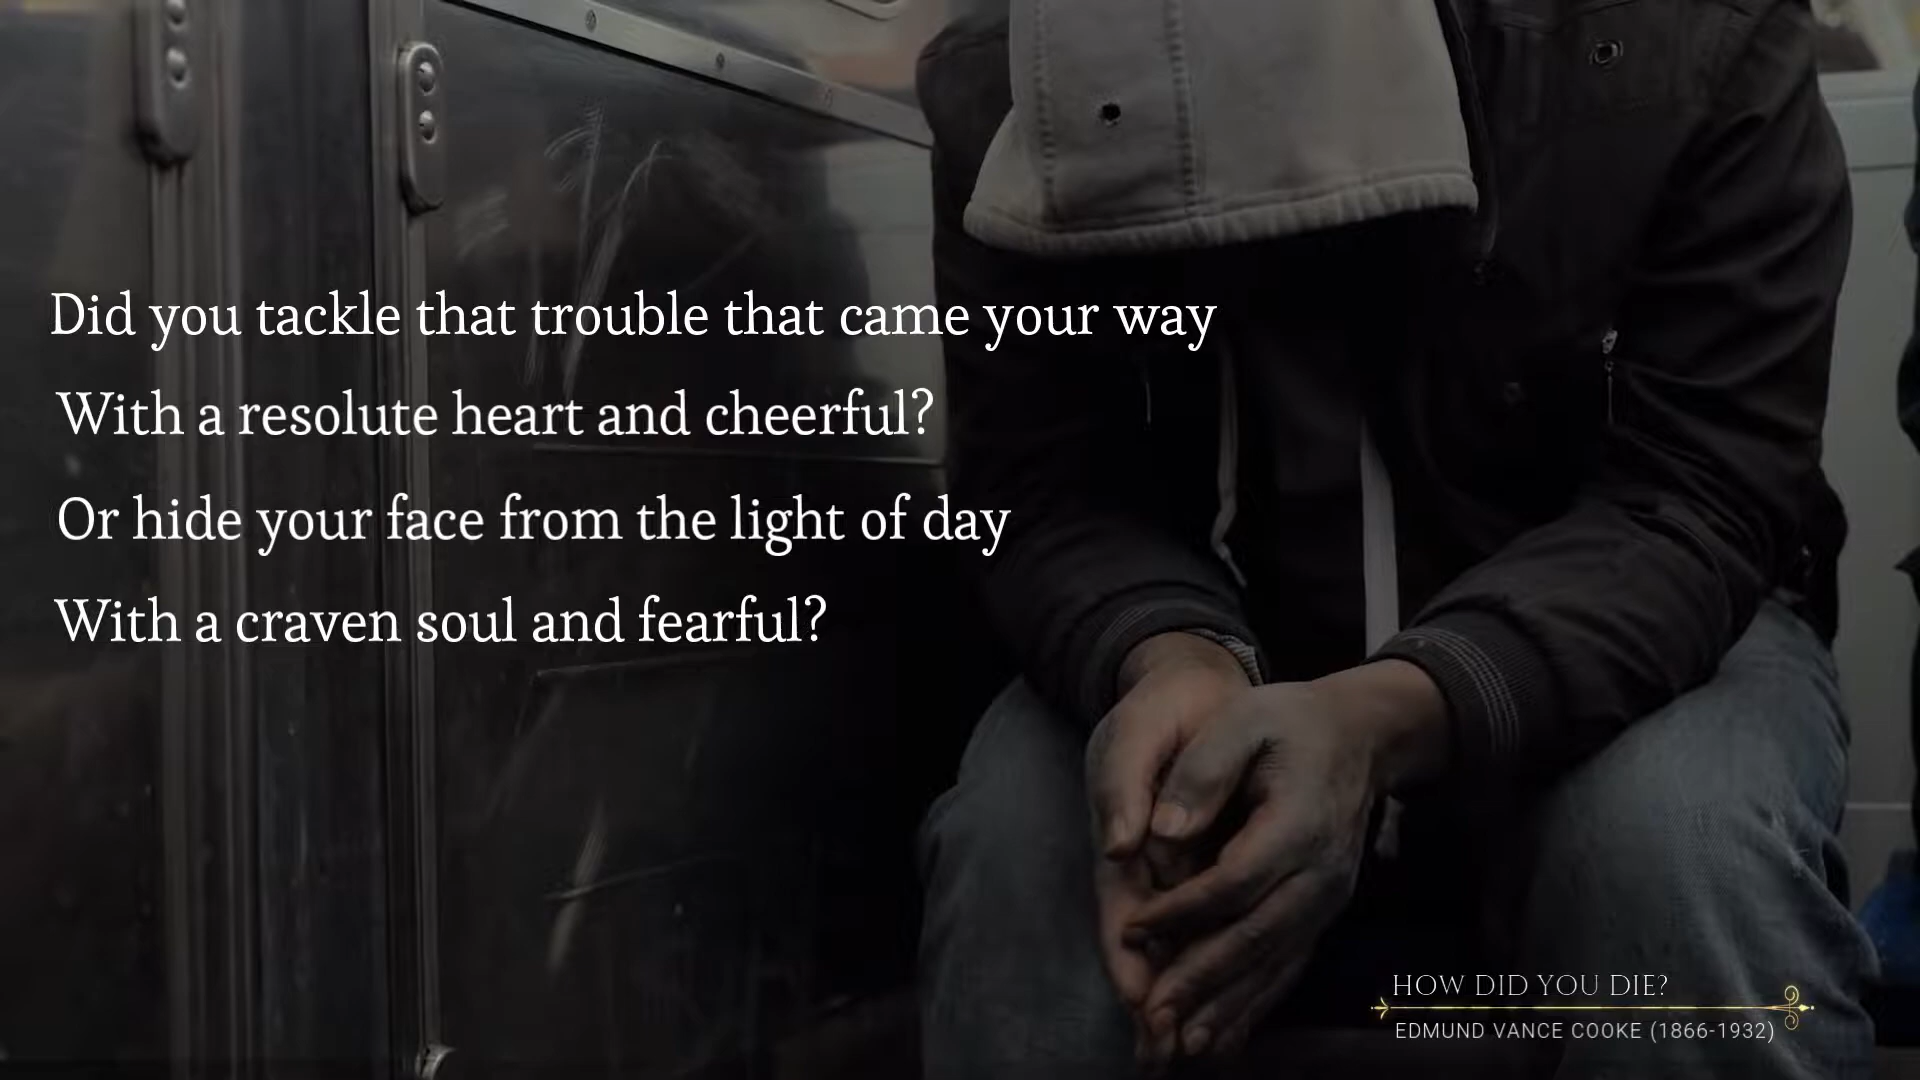 Did you tackle that trouble that came your way
With a resolute heart and cheerful?
Or hide your face from the light of day
With a craven soul and fearful?
HOW DID YOU DIE?
EDMUND VANCE COOKE (1866-1932)